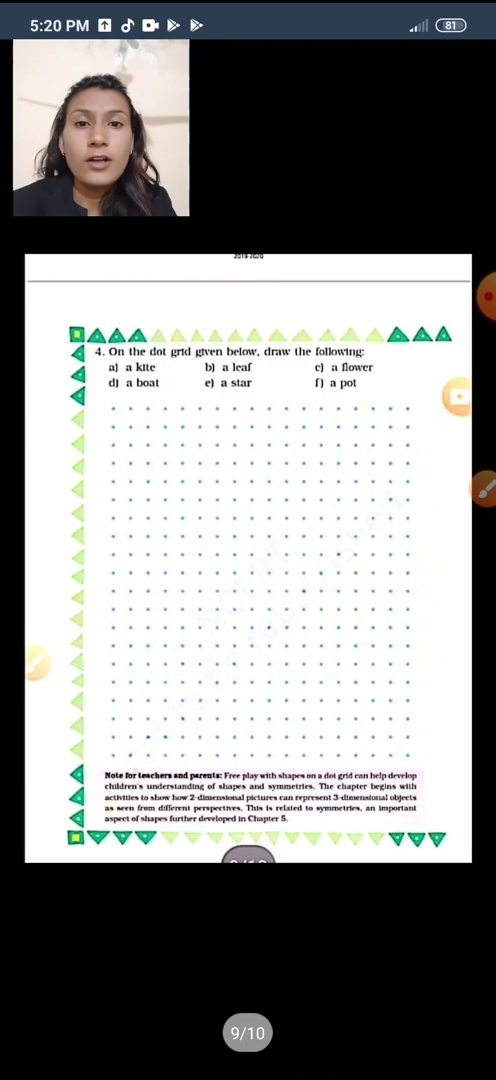 5:20 PM
81
2019-2020
4. On the dot grid given below, draw the following:
a) a kite b) a leaf c) a flower
d) a boat e) a star f) a pot
Note for teachers and parents: Free play with shapes on a dot grid can help develop
children's understanding of shapes and symmetries. The chapter begins with
activities to show how 2-dimensional pictures can represent 3-dimensional objects
as seen from different perspectives. This is related to symmetries, an important
aspect of shapes further developed in Chapter 5.
9/10